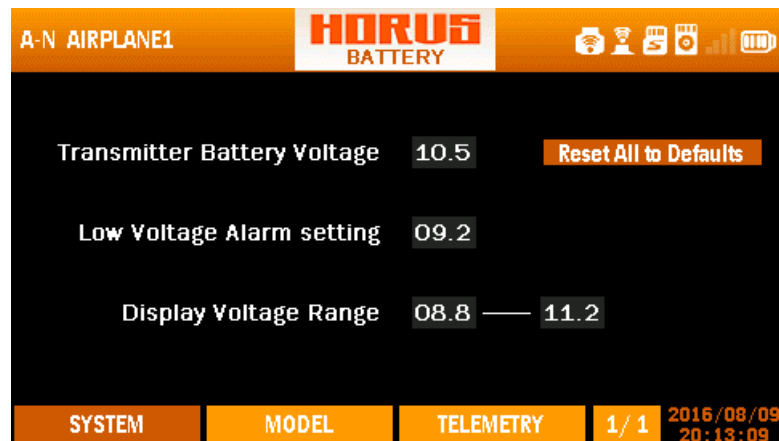 A-N AIRPLANE1
HORUS
BATTERY
Transmitter Battery Voltage 10.5 Reset All to Defaults
Low Voltage Alarm setting 09.2
Display Voltage Range 08.8 —— 11.2
SYSTEM MODEL TELEMETRY 1/1 2016/08/09
20:13:09